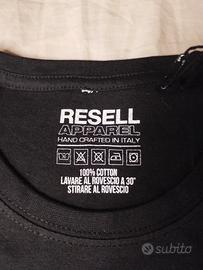 RESELL
APPAREL
HAND CRAFTED IN ITALY
100% COTTON
LAVARE AL ROVESCIO A 30°
STIRARE AL ROVESCIO
subito